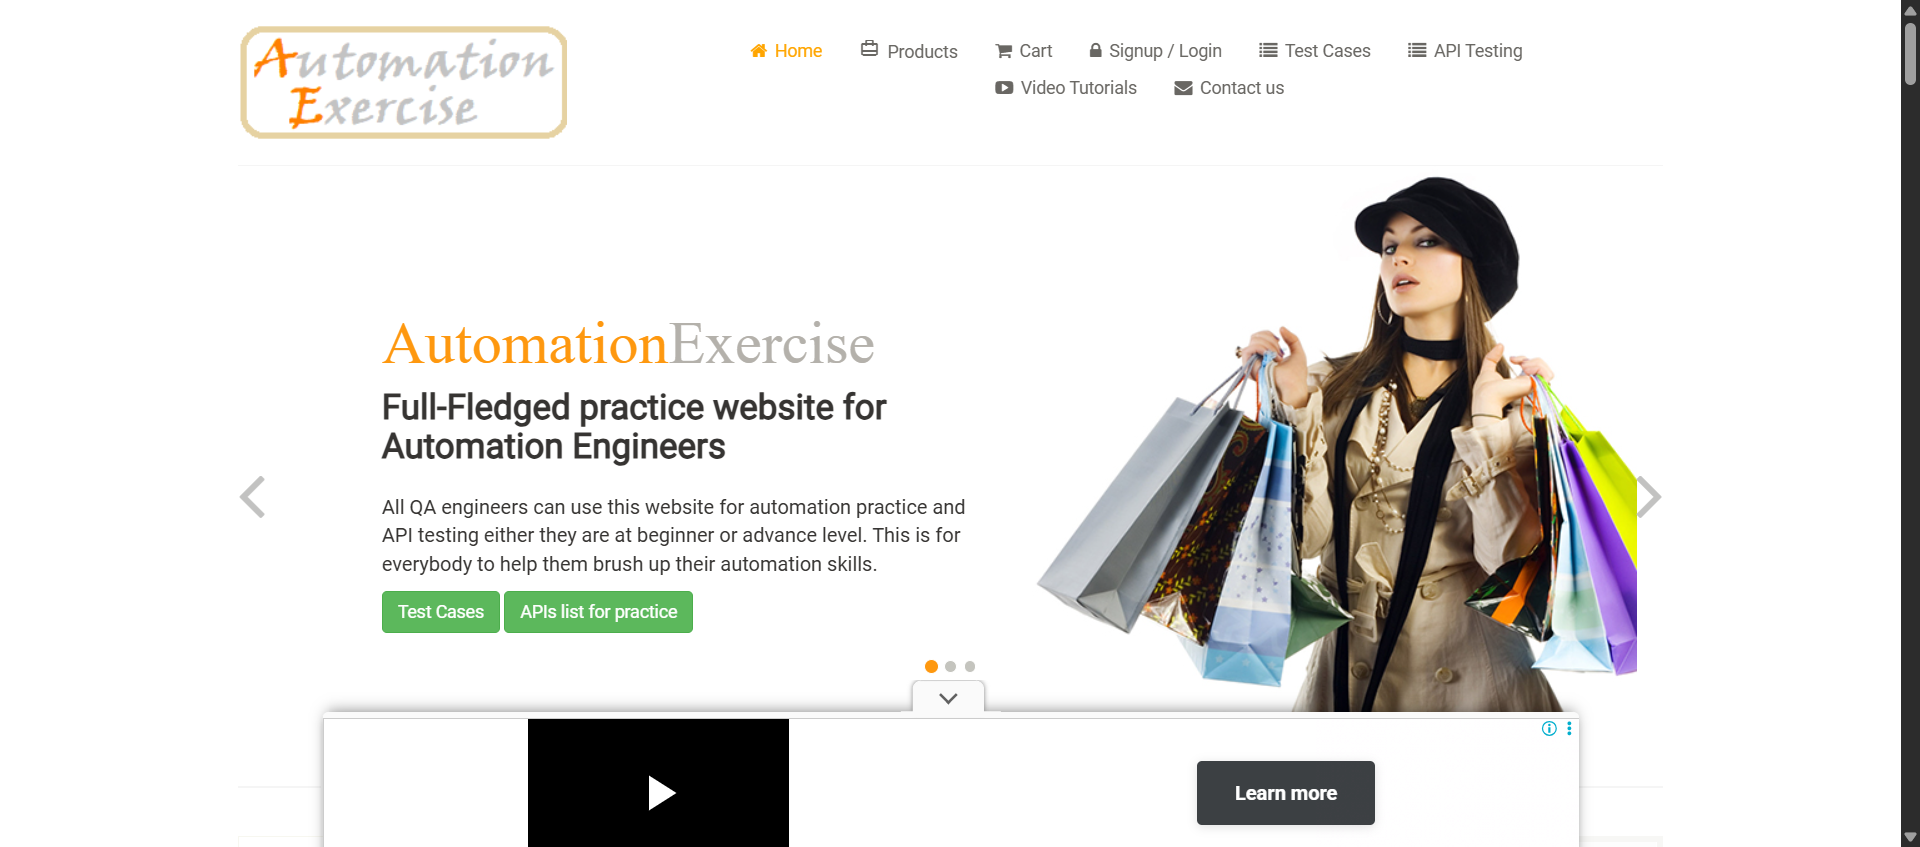 Automation
Exercise
Home
Products
Cart
Signup / Login
Test Cases
API Testing
Video Tutorials
Contact us
AutomationExercise
Full-Fledged practice website for
Automation Engineers
All QA engineers can use this website for automation practice and
API testing either they are at beginner or advance level. This is for
everybody to help them brush up their automation skills.
Test Cases
APIs list for practice
Learn more